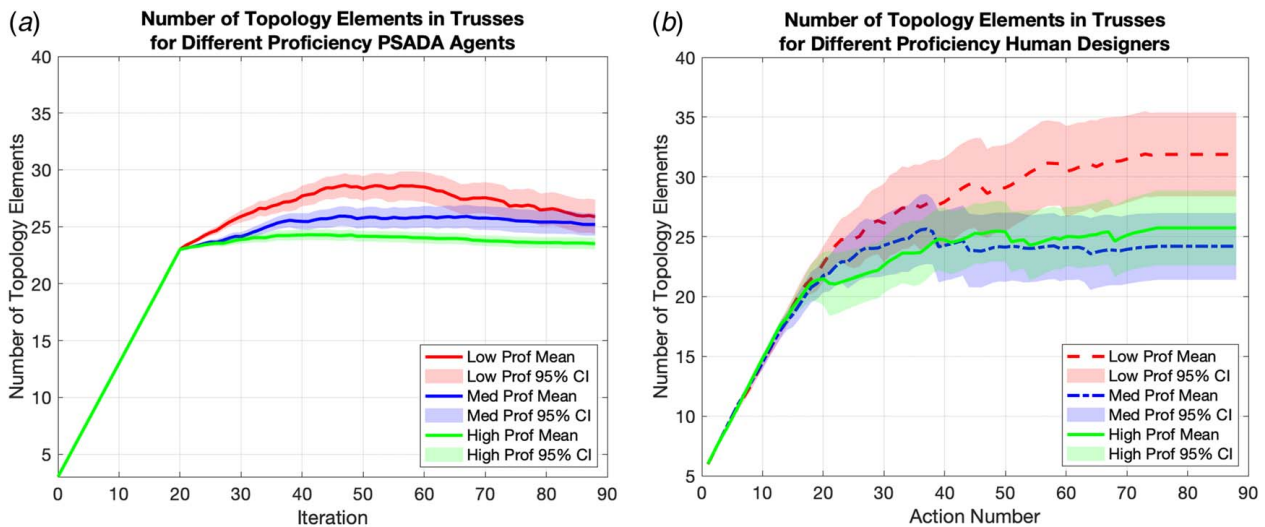 (a)
Number of Topology Elements in Trusses
for Different Proficiency PSADA Agents
Number of Topology Elements
40
35
30
25
23
20
15
10
5
Low Prof Mean
Low Prof 95% CI
Med Prof Mean
Med Prof 95% CI
High Prof Mean
High Prof 95% CI
0 10 20 30 40 50 60 70 80 90
Iteration
(b)
Number of Topology Elements in Trusses
for Different Proficiency Human Designers
Number of Topology Elements
40
35
30
25
20
15
10
5
Low Prof Mean
Low Prof 95% CI
Med Prof Mean
Med Prof 95% CI
High Prof Mean
High Prof 95% CI
0 10 20 30 40 50 60 70 80 90
Action Number